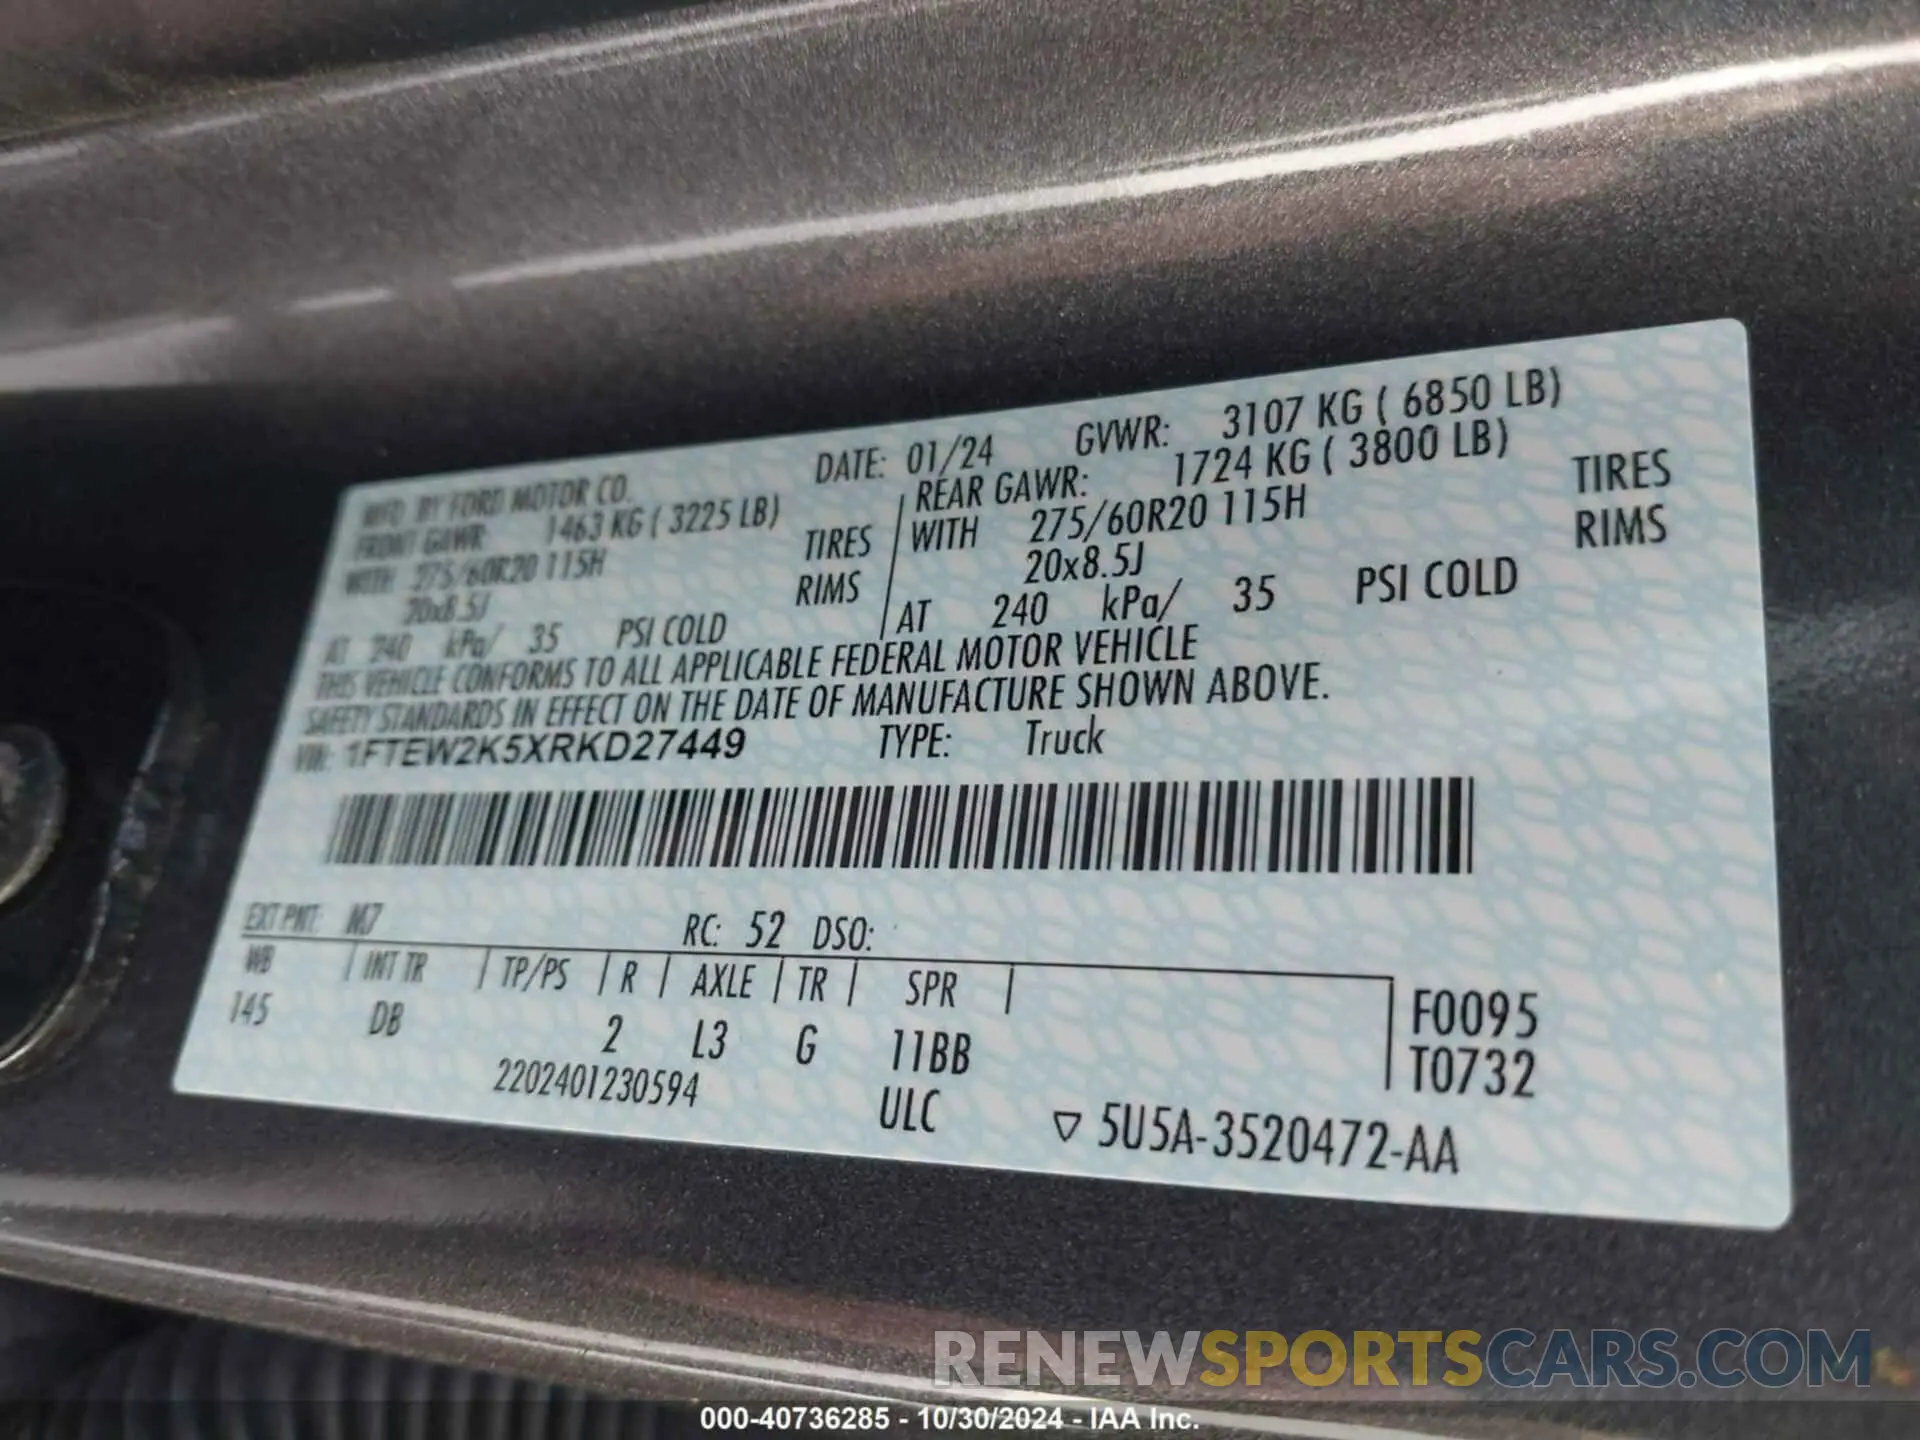 MFD. BY FORD MOTOR CO. DATE: 01/24 GVWR: 3107 KG ( 6850 LB)
FRONT GAWR: 1463 KG ( 3225 LB) REAR GAWR: 1724 KG ( 3800 LB)
WITH 275/60R20 115H TIRES WITH 275/60R20 115H TIRES
20x8.5J RIMS 20x8.5J RIMS
AT 240 kPa/ 35 PSI COLD AT 240 kPa/ 35 PSI COLD
THIS VEHICLE CONFORMS TO ALL APPLICABLE FEDERAL MOTOR VEHICLE
SAFETY STANDARDS IN EFFECT ON THE DATE OF MANUFACTURE SHOWN ABOVE.
VIN: 1FTEW2K5XRKD27449 TYPE: Truck
EXT PNT: M7 RC: 52 DSO:
WB INT TR TP/PS R AXLE TR SPR
145 DB 2 L3 G 11BB
F0095
T0732
2202401230594 ULC
▽ 5U5A-3520472-AA
RENEWSPORTSCARS.COM
000-40736285 - 10/30/2024 - IAA Inc.